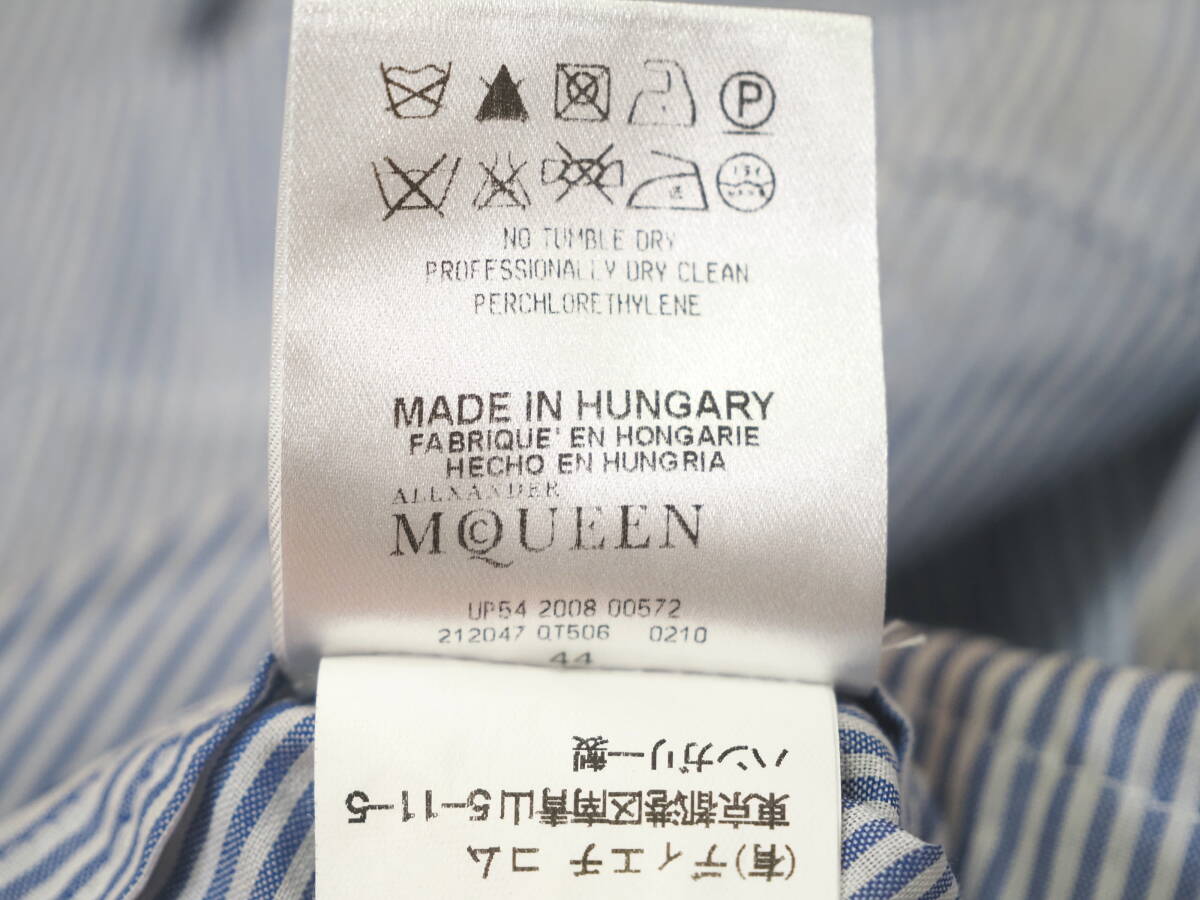 P
NO TUMBLE DRY
PROFESSIONALLY DRY CLEAN
PERCHLORETHYLENE
MADE IN HUNGARY
FABRIQUE' EN HONGARIE
HECHO EN HUNGRIA
ALEXANDER
MCQUEEN
UP54 2008 00572
212047 QT506 0210
44
(有)ディエチ コム
東京都港区南青山5-11-5
ハンガリー製